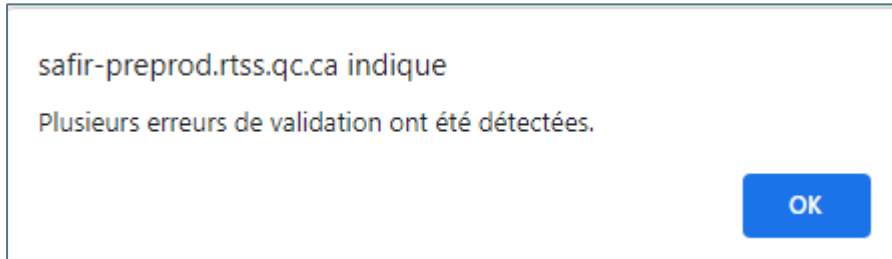 safir-preprod.rtss.qc.ca indique
Plusieurs erreurs de validation ont été détectées.
OK